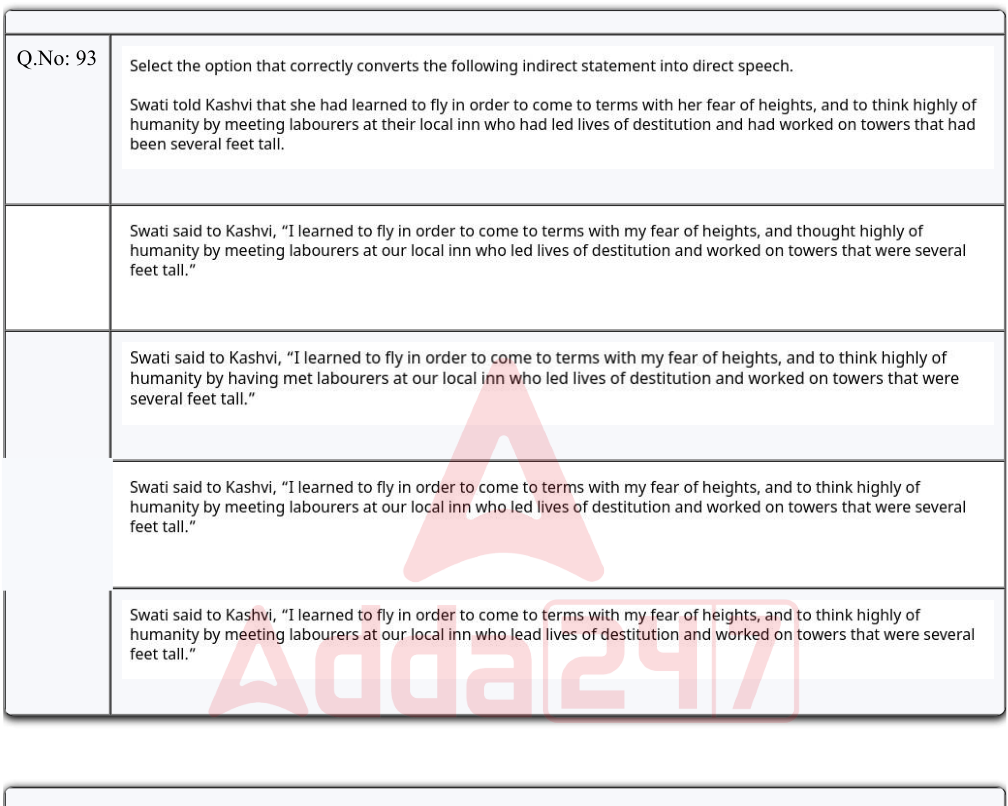 Q.No: 93
Select the option that correctly converts the following indirect statement into direct speech.
Swati told Kashvi that she had learned to fly in order to come to terms with her fear of heights, and to think highly of
humanity by meeting labourers at their local inn who had led lives of destitution and had worked on towers that had
been several feet tall.
Swati said to Kashvi, “I learned to fly in order to come to terms with my fear of heights, and thought highly of
humanity by meeting labourers at our local inn who led lives of destitution and worked on towers that were several
feet tall.”
Swati said to Kashvi, “I learned to fly in order to come to terms with my fear of heights, and to think highly of
humanity by having met labourers at our local inn who led lives of destitution and worked on towers that were
several feet tall.”
Swati said to Kashvi, “I learned to fly in order to come to terms with my fear of heights, and to think highly of
humanity by meeting labourers at our local inn who led lives of destitution and worked on towers that were several
feet tall.”
Swati said to Kashvi, “I learned to fly in order to come to terms with my fear of heights, and to think highly of
humanity by meeting labourers at our local inn who lead lives of destitution and worked on towers that were several
feet tall.”
Adda247